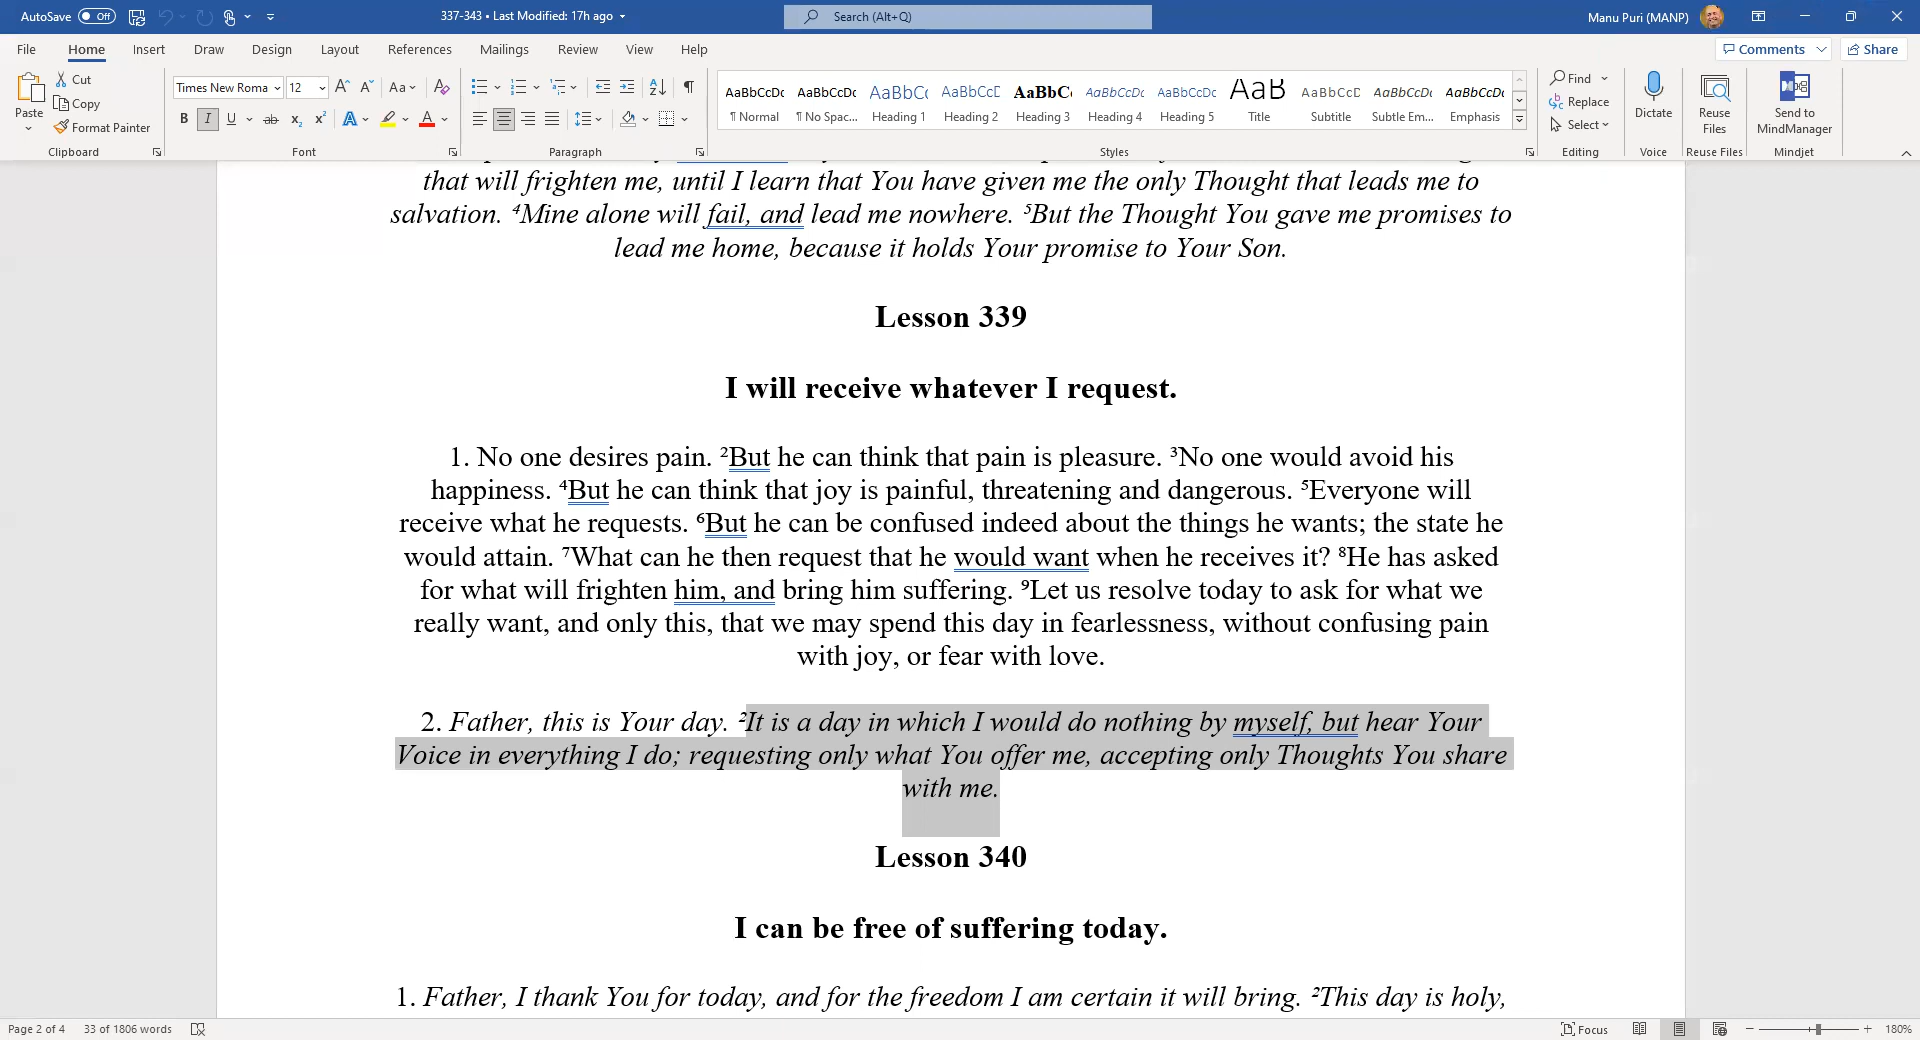 AutoSave Off 337-343 • Last Modified: 17h ago Search (Alt+Q) Manu Puri (MANP)
File Home Insert Draw Design Layout References Mailings Review View Help Comments Share
Paste Cut Copy Format Painter
Clipboard
Times New Roma 12
Font
Paragraph
AaBbCcDc AaBbCcDc AaBbC AaBbCcD AaBbC AaBbCcDc AaBbCcDc AaB AaBbCcD AaBbCcDc AaBbCcDc
¶ Normal ¶ No Spac... Heading 1 Heading 2 Heading 3 Heading 4 Heading 5 Title Subtitle Subtle Em... Emphasis
Styles
Find Replace Select
Editing
Dictate
Voice
Reuse Files
Reuse Files
Send to MindManager
Mindjet
that will frighten me, until I learn that You have given me the only Thought that leads me to
salvation. ⁴Mine alone will fail, and lead me nowhere. ⁵But the Thought You gave me promises to
lead me home, because it holds Your promise to Your Son.
Lesson 339
I will receive whatever I request.
1. No one desires pain. ²But he can think that pain is pleasure. ³No one would avoid his
happiness. ⁴But he can think that joy is painful, threatening and dangerous. ⁵Everyone will
receive what he requests. ⁶But he can be confused indeed about the things he wants; the state he
would attain. ⁷What can he then request that he would want when he receives it? ⁸He has asked
for what will frighten him, and bring him suffering. ⁹Let us resolve today to ask for what we
really want, and only this, that we may spend this day in fearlessness, without confusing pain
with joy, or fear with love.
2. Father, this is Your day. ²It is a day in which I would do nothing by myself, but hear Your
Voice in everything I do; requesting only what You offer me, accepting only Thoughts You share
with me.
Lesson 340
I can be free of suffering today.
1. Father, I thank You for today, and for the freedom I am certain it will bring. ²This day is holy,
Page 2 of 4 33 of 1806 words Focus 180%